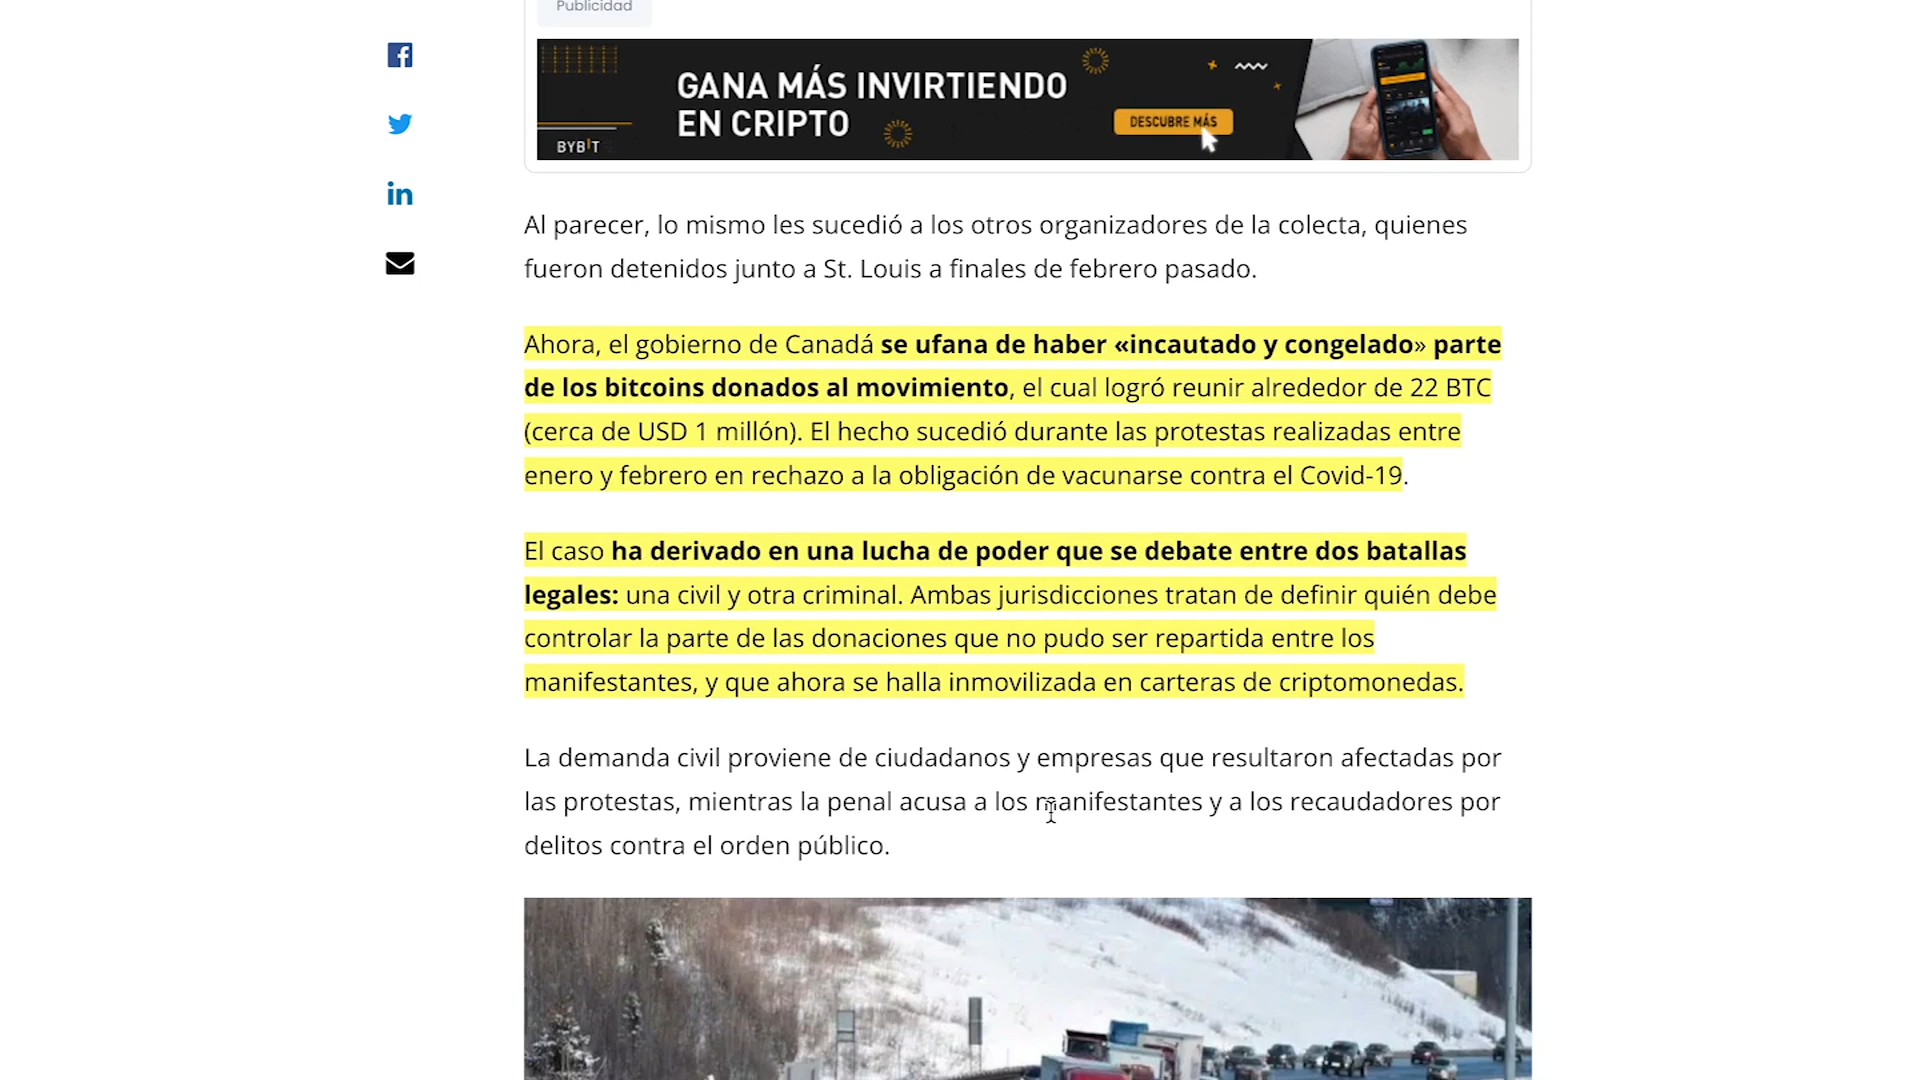 Publicidad
GANA MÁS INVIRTIENDO
EN CRIPTO
DESCUBRE MÁS
BYBIT
Al parecer, lo mismo les sucedió a los otros organizadores de la colecta, quienes
fueron detenidos junto a St. Louis a finales de febrero pasado.
Ahora, el gobierno de Canadá se ufana de haber «incautado y congelado» parte
de los bitcoins donados al movimiento, el cual logró reunir alrededor de 22 BTC
(cerca de USD 1 millón). El hecho sucedió durante las protestas realizadas entre
enero y febrero en rechazo a la obligación de vacunarse contra el Covid-19.
El caso ha derivado en una lucha de poder que se debate entre dos batallas
legales: una civil y otra criminal. Ambas jurisdicciones tratan de definir quién debe
controlar la parte de las donaciones que no pudo ser repartida entre los
manifestantes, y que ahora se halla inmovilizada en carteras de criptomonedas.
La demanda civil proviene de ciudadanos y empresas que resultaron afectadas por
las protestas, mientras la penal acusa a los manifestantes y a los recaudadores por
delitos contra el orden público.